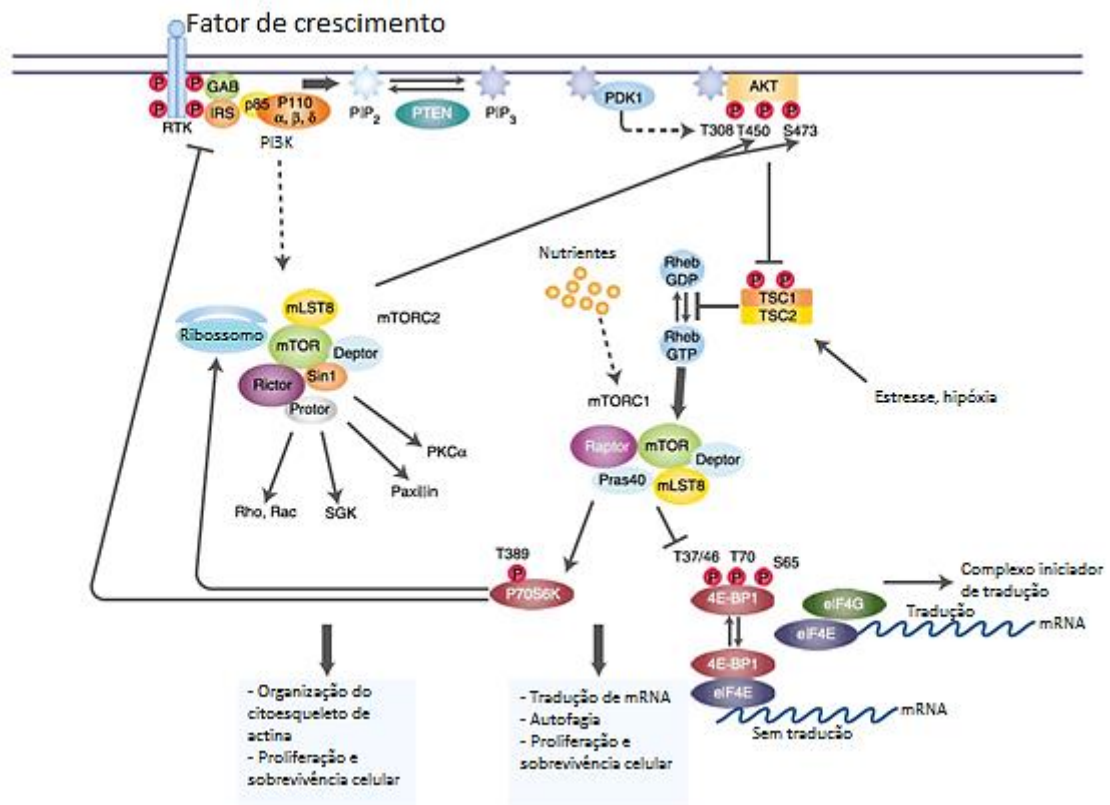 Fator de crescimento
P
P
GAB
P
P
IRS
p85
P110
α, β, δ
RTK
PI3K
PIP2
PTEN
PIP3
PDK1
AKT
P
P
P
T308
T450
S473
Nutrientes
Rheb
GDP
Rheb
GTP
P
P
TSC1
TSC2
Estresse, hipóxia
mLST8
mTORC2
Ribossomo
mTOR
Deptor
Rictor
Sin1
Protor
PKCα
Paxillin
Rho, Rac
SGK
mTORC1
Raptor
mTOR
Deptor
Pras40
mLST8
T389
P
P70S6K
T37/46
T70
S65
P
P
P
4E-BP1
4E-BP1
eIF4E
mRNA
Sem tradução
eIF4G
eIF4E
Complexo iniciador
de tradução
Tradução
mRNA
- Organização do
citoesqueleto de
actina
- Proliferação e
sobrevivência celular
- Tradução de mRNA
- Autofagia
- Proliferação e
sobrevivência celular